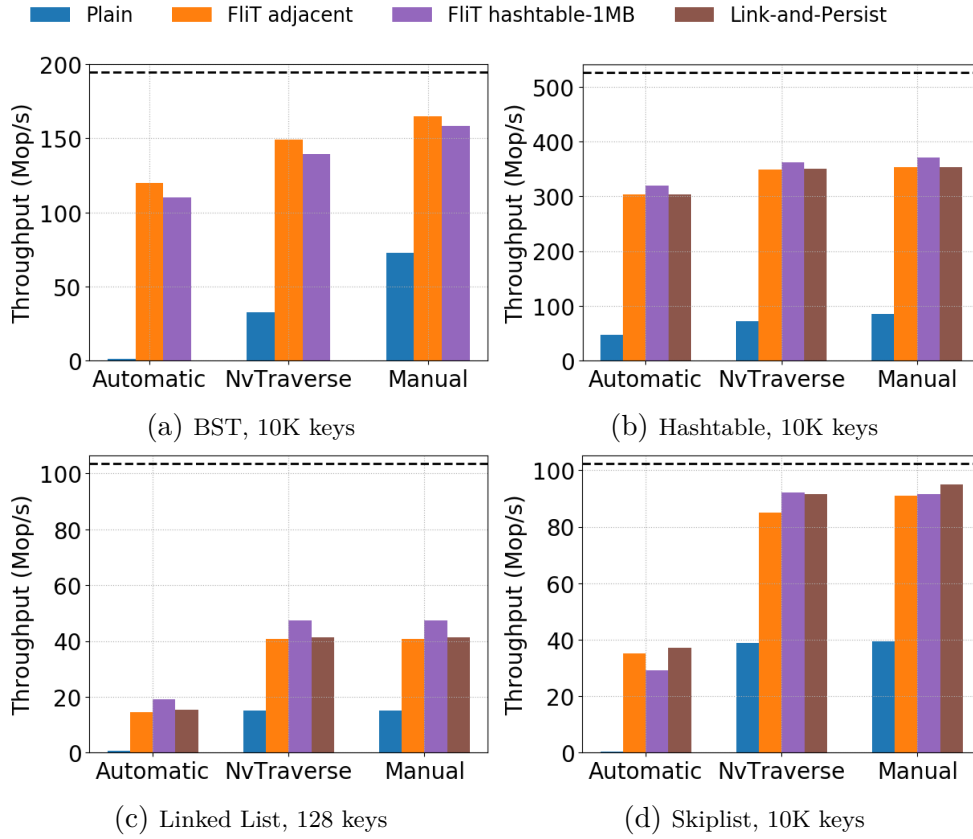 Plain FliT adjacent FliT hashtable-1MB Link-and-Persist
200
150
100
50
0
Throughput (Mop/s)
Automatic NvTraverse Manual
(a) BST, 10K keys
500
400
300
200
100
0
Throughput (Mop/s)
Automatic NvTraverse Manual
(b) Hashtable, 10K keys
100
80
60
40
20
0
Throughput (Mop/s)
Automatic NvTraverse Manual
(c) Linked List, 128 keys
100
80
60
40
20
0
Throughput (Mop/s)
Automatic NvTraverse Manual
(d) Skiplist, 10K keys